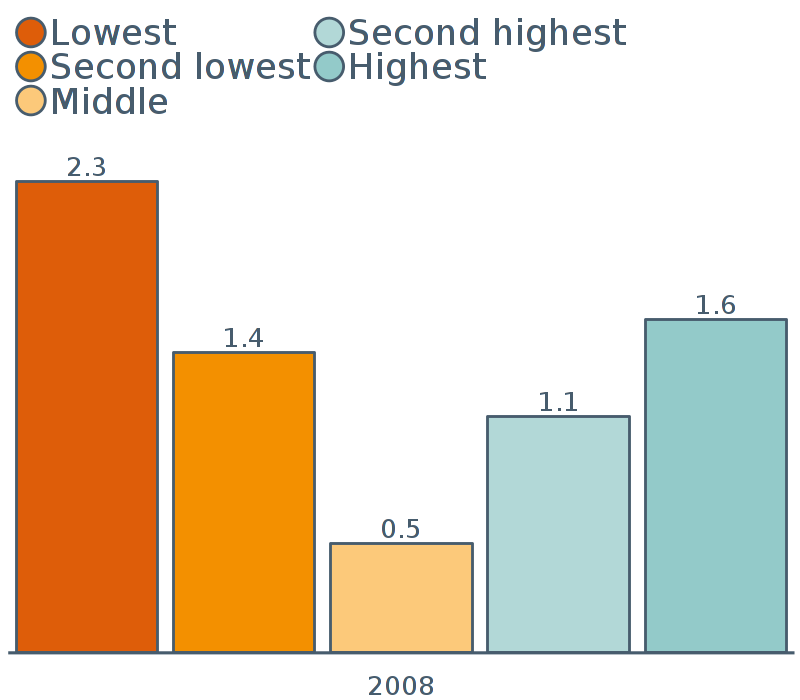 Lowest
Second lowest
Middle
Second highest
Highest
2.3
1.4
0.5
1.1
1.6
2008